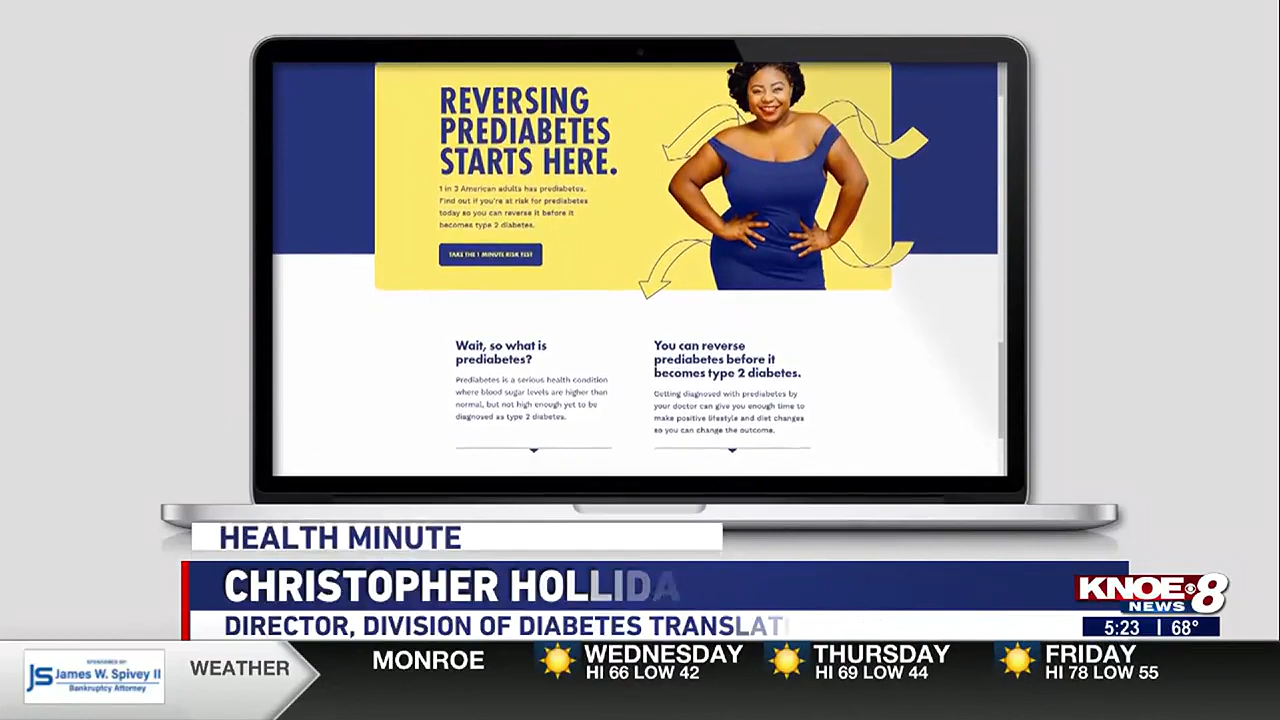 REVERSING
PREDIABETES
STARTS HERE.
1 in 3 American adults has prediabetes.
Find out if you're at risk for prediabetes
today so you can reverse it before it
becomes type 2 diabetes.
TAKE THE 1 MINUTE RISK TEST
Wait, so what is
prediabetes?
Prediabetes is a serious health condition
where blood sugar levels are higher than
normal, but not high enough yet to be
diagnosed as type 2 diabetes.
You can reverse
prediabetes before it
becomes type 2 diabetes.
Getting diagnosed with prediabetes by
your doctor can give you enough time to
make positive lifestyle and diet changes
so you can change the outcome.
HEALTH MINUTE
CHRISTOPHER HOLLIDA
DIRECTOR, DIVISION OF DIABETES TRANSLAT
KNOE 8
NEWS
5:23 | 68°
SPONSORED BY:
JS James W. Spivey II
Bankruptcy Attorney
WEATHER
MONROE
WEDNESDAY
HI 66 LOW 42
THURSDAY
HI 69 LOW 44
FRIDAY
HI 78 LOW 55